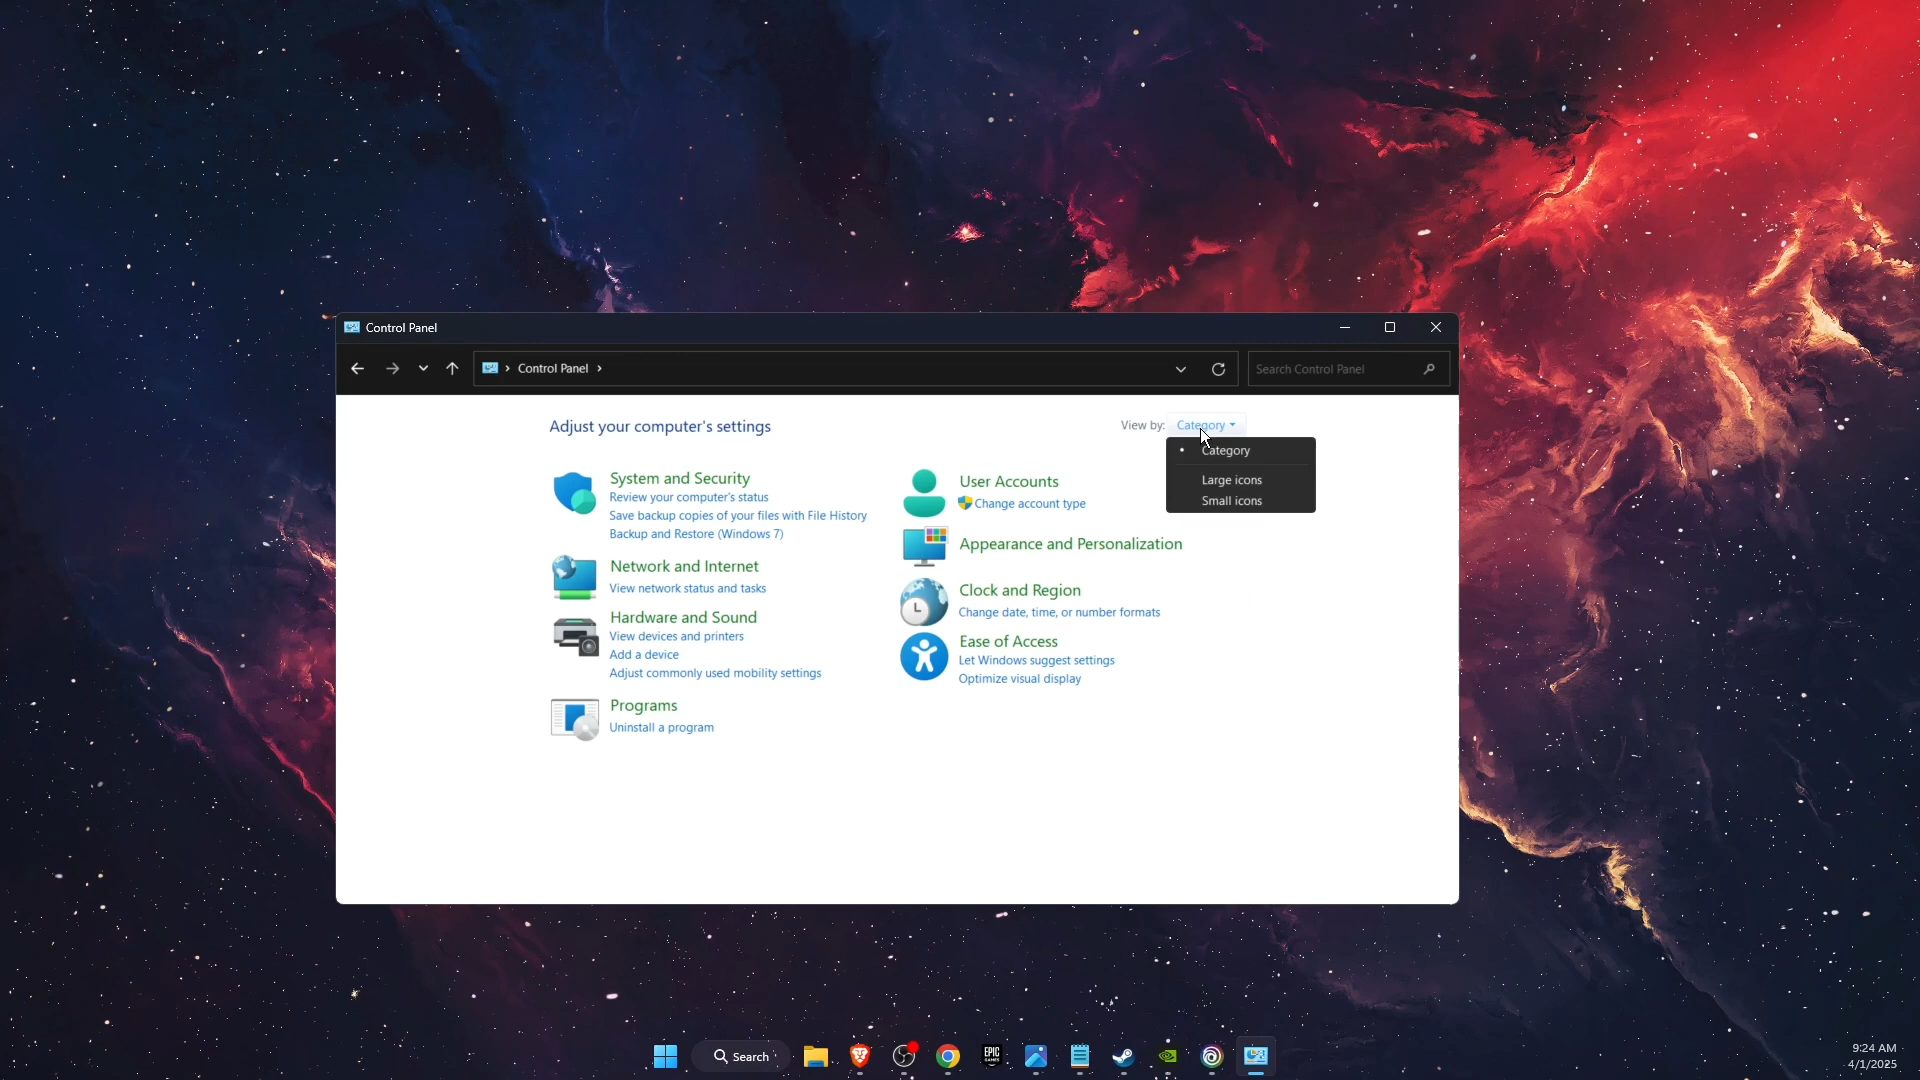 Control Panel
Control Panel
Search Control Panel
Adjust your computer's settings
View by: Category
Category
Large icons
Small icons
System and Security
Review your computer's status
Save backup copies of your files with File History
Backup and Restore (Windows 7)
Network and Internet
View network status and tasks
Hardware and Sound
View devices and printers
Add a device
Adjust commonly used mobility settings
Programs
Uninstall a program
User Accounts
Change account type
Appearance and Personalization
Clock and Region
Change date, time, or number formats
Ease of Access
Let Windows suggest settings
Optimize visual display
Search
EPIC
GAMES
9:24 AM
4/1/2025